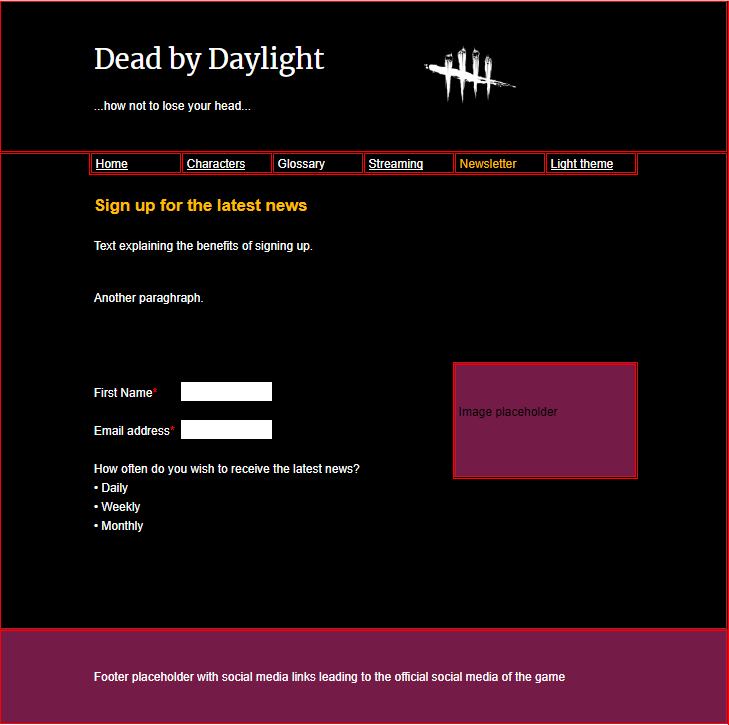 Dead by Daylight
...how not to lose your head...
Home Characters Glossary Streaming Newsletter Light theme
Sign up for the latest news
Text explaining the benefits of signing up.
Another paraghraph.
First Name*
Image placeholder
Email address*
How often do you wish to receive the latest news?
• Daily
• Weekly
• Monthly
Footer placeholder with social media links leading to the official social media of the game